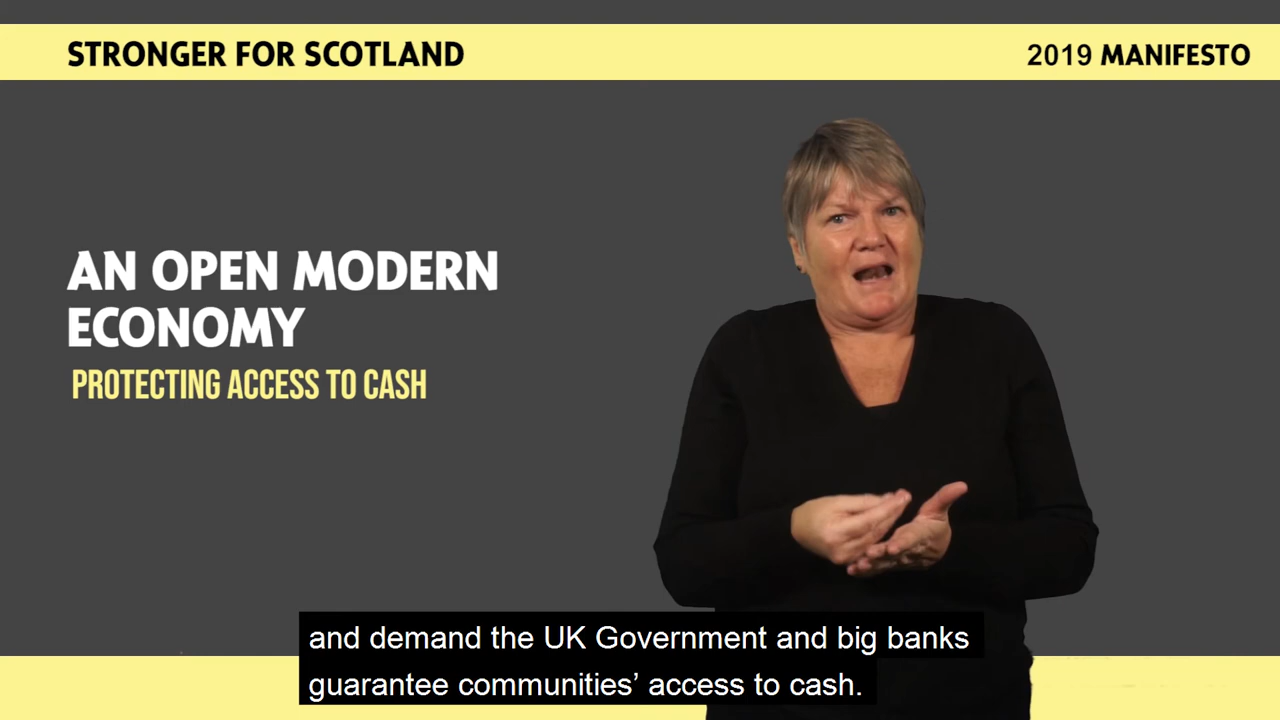 STRONGER FOR SCOTLAND
2019 MANIFESTO
AN OPEN MODERN
ECONOMY
PROTECTING ACCESS TO CASH
and demand the UK Government and big banks
guarantee communities’ access to cash.